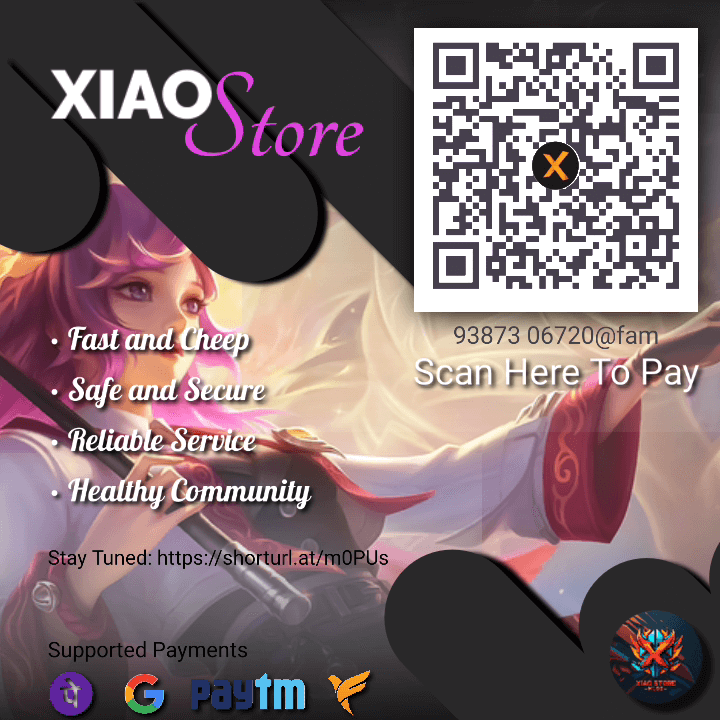 XIAO Store
93873 06720@fam
Scan Here To Pay
• Fast and Cheep
• Safe and Secure
• Reliable Service
• Healthy Community
Stay Tuned: https://shorturl.at/m0PUs
Supported Payments
पे G paytm
XIAO STORE